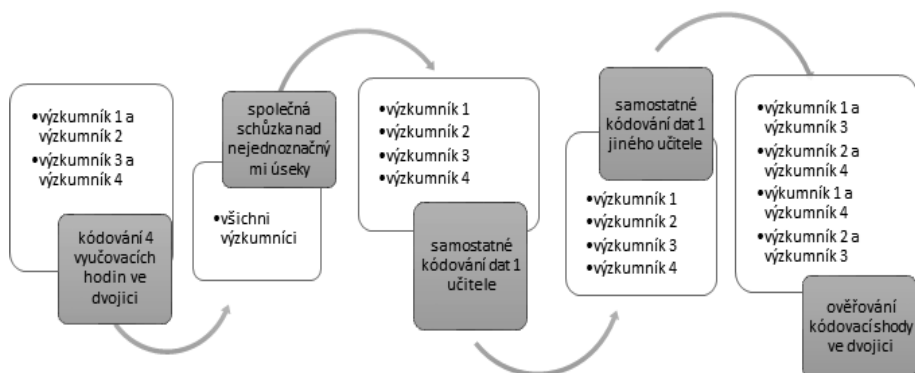 •výzkumník 1 a
výzkumník 2
•výzkumník 3 a
výzkumník 4
kódování 4
vyučovacích
hodin ve
dvojici
společná
schůzka nad
nejednoznačný
mi úseky
•všichni
výzkumníci
•výzkumník 1
•výzkumník 2
•výzkumník 3
•výzkumník 4
samostatné
kódování dat 1
učitele
samostatné
kódování dat 1
jiného učitele
•výzkumník 1
•výzkumník 2
•výzkumník 3
•výzkumník 4
•výzkumník 1 a
výzkumník 3
•výzkumník 2 a
výzkumník 4
•výkumník 1 a
výzkumník 4
•výzkumník 2 a
výzkumník 3
ověřování
kódovací shody
ve dvojici